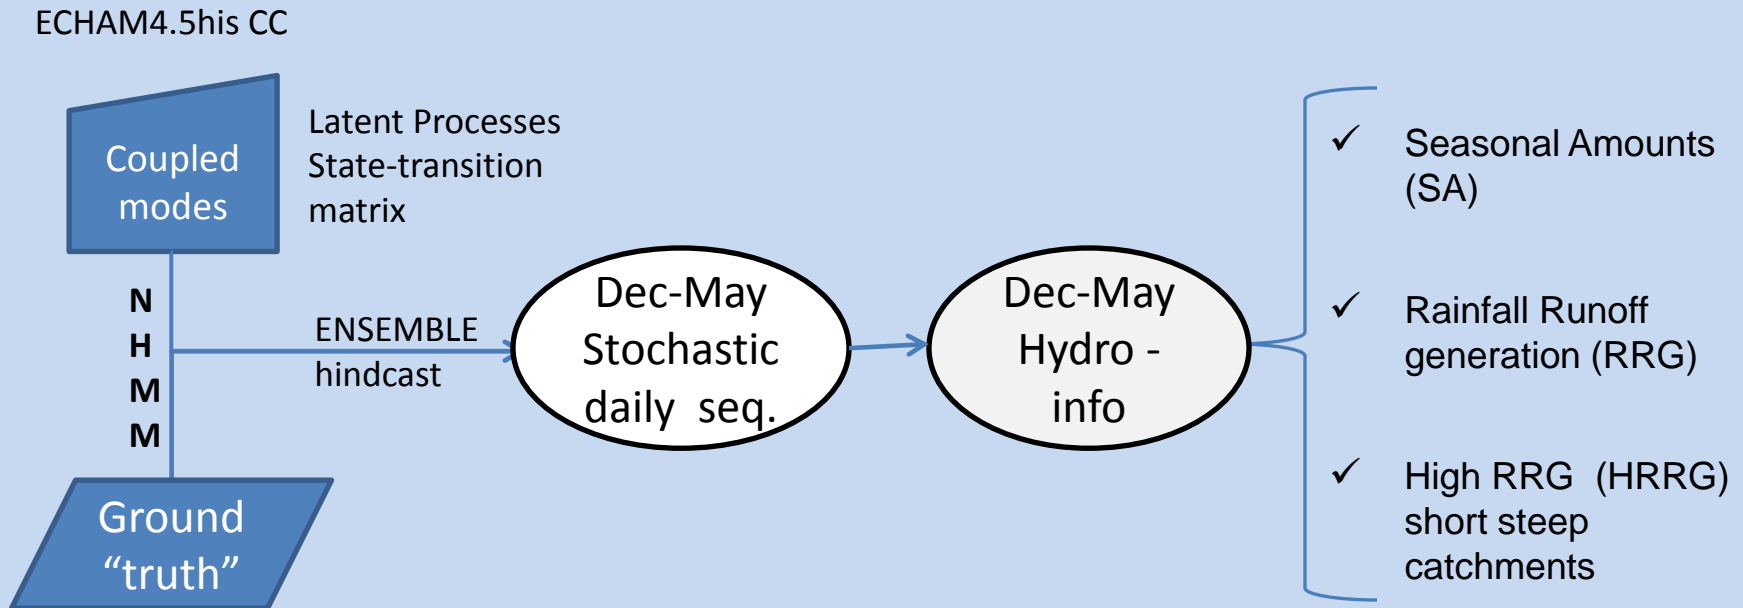 ECHAM4.5his CC
Coupled
modes
Latent Processes
State-transition
matrix
N
H
M
M
ENSEMBLE
hindcast
Ground
“truth”
Dec-May
Stochastic
daily seq.
Dec-May
Hydro -
info
✓ Seasonal Amounts
(SA)
✓ Rainfall Runoff
generation (RRG)
✓ High RRG (HRRG)
short steep
catchments